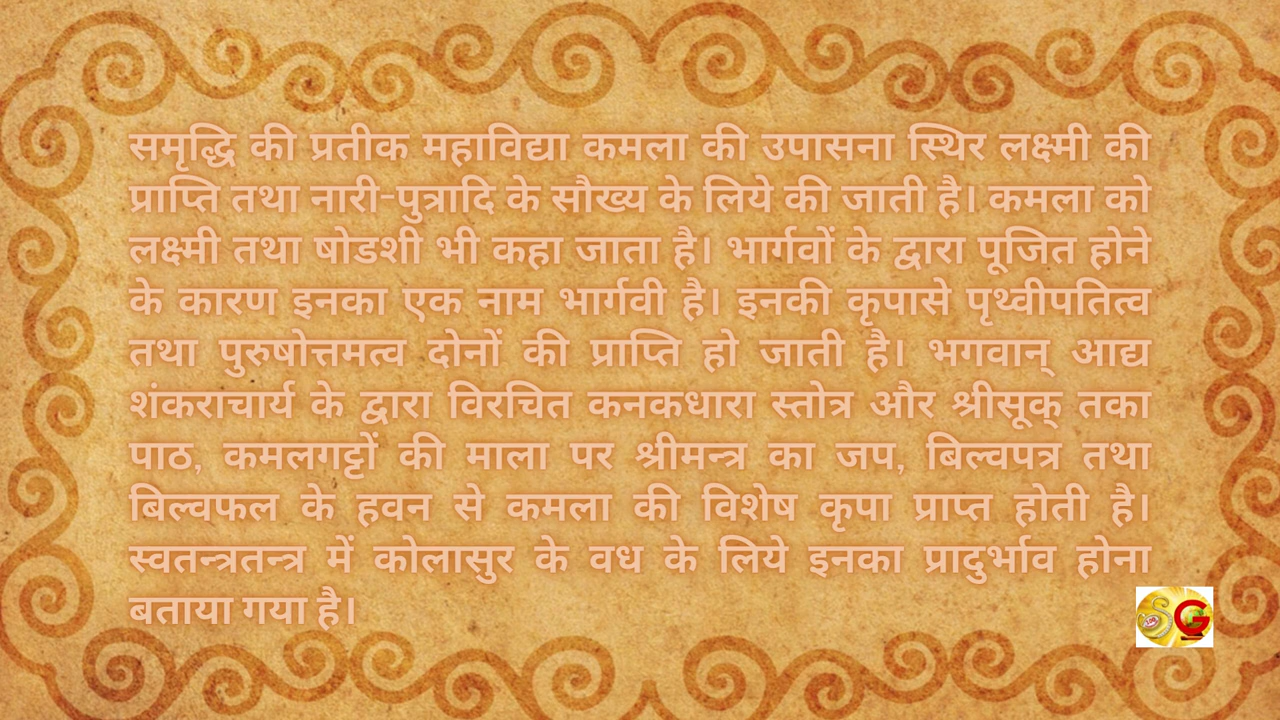 समृद्धि की प्रतीक महाविद्या कमला की उपासना स्थिर लक्ष्मी की
प्राप्ति तथा नारी-पुत्रादि के सौख्य के लिये की जाती है। कमला को
लक्ष्मी तथा षोडशी भी कहा जाता है। भार्गवों के द्वारा पूजित होने
के कारण इनका एक नाम भार्गवी है। इनकी कृपासे पृथ्वीपतित्व
तथा पुरुषोत्तमत्व दोनों की प्राप्ति हो जाती है। भगवान् आद्य
शंकराचार्य के द्वारा विरचित कनकधारा स्तोत्र और श्रीसूक् तका
पाठ, कमलगट्टों की माला पर श्रीमन्त्र का जप, बिल्वपत्र तथा
बिल्वफल के हवन से कमला की विशेष कृपा प्राप्त होती है।
स्वतन्त्रतन्त्र में कोलासुर के वध के लिये इनका प्रादुर्भाव होना
बताया गया है।
SG